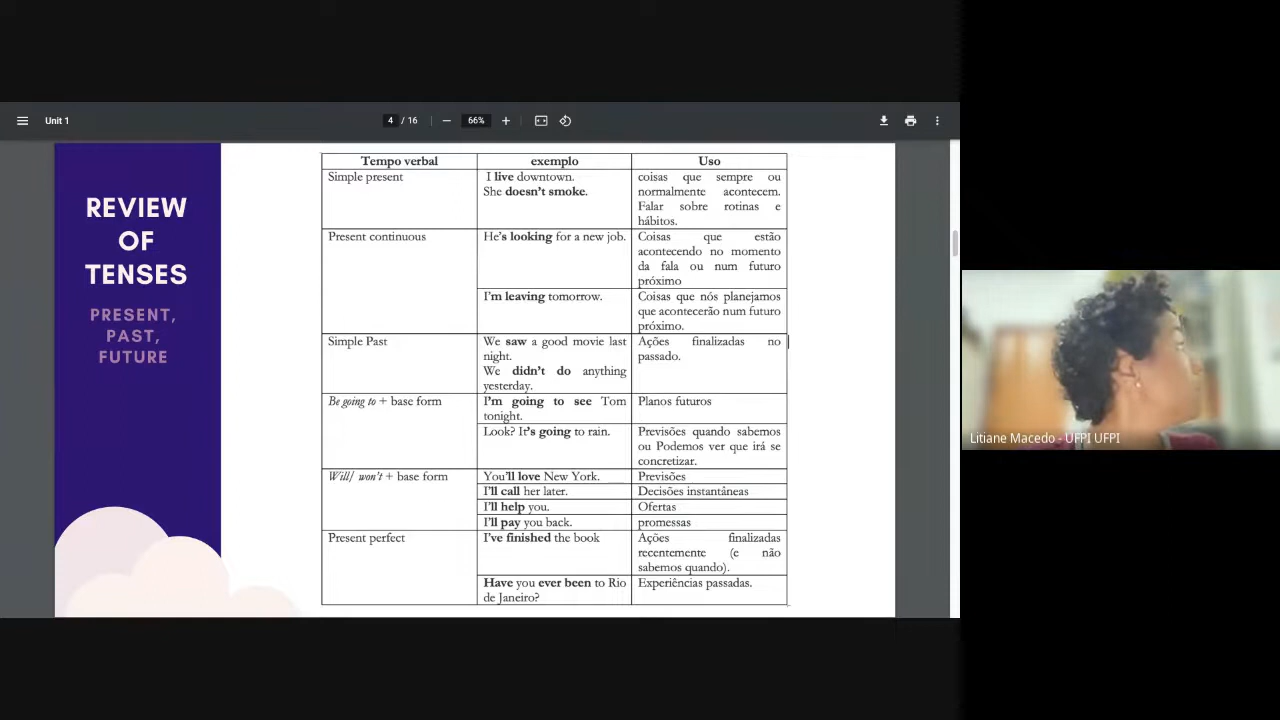 Unit 1
4 / 16
66%
REVIEW
OF
TENSES
PRESENT,
PAST,
FUTURE
Tempo verbal exemplo Uso
Simple present
I live downtown.
She doesn't smoke.
coisas que sempre ou
normalmente acontecem.
Falar sobre rotinas e
hábitos.
Present continuous
He's looking for a new job.
Coisas que estão
acontecendo no momento
da fala ou num futuro
próximo
I'm leaving tomorrow.
Coisas que nós planejamos
que acontecerão num futuro
próximo.
Simple Past
We saw a good movie last
night.
We didn't do anything
yesterday.
Ações finalizadas no
passado.
Be going to + base form
I'm going to see Tom
tonight.
Planos futuros
Look? It's going to rain.
Previsões quando sabemos
ou Podemos ver que irá se
concretizar.
Will/ won't + base form
You'll love New York.
Previsões
I'll call her later.
Decisões instantâneas
I'll help you.
Ofertas
I'll pay you back.
promessas
Present perfect
I've finished the book
Ações finalizadas
recentemente (e não
sabemos quando).
Have you ever been to Rio
de Janeiro?
Experiências passadas.
Litiane Macedo - UFPI UFPI